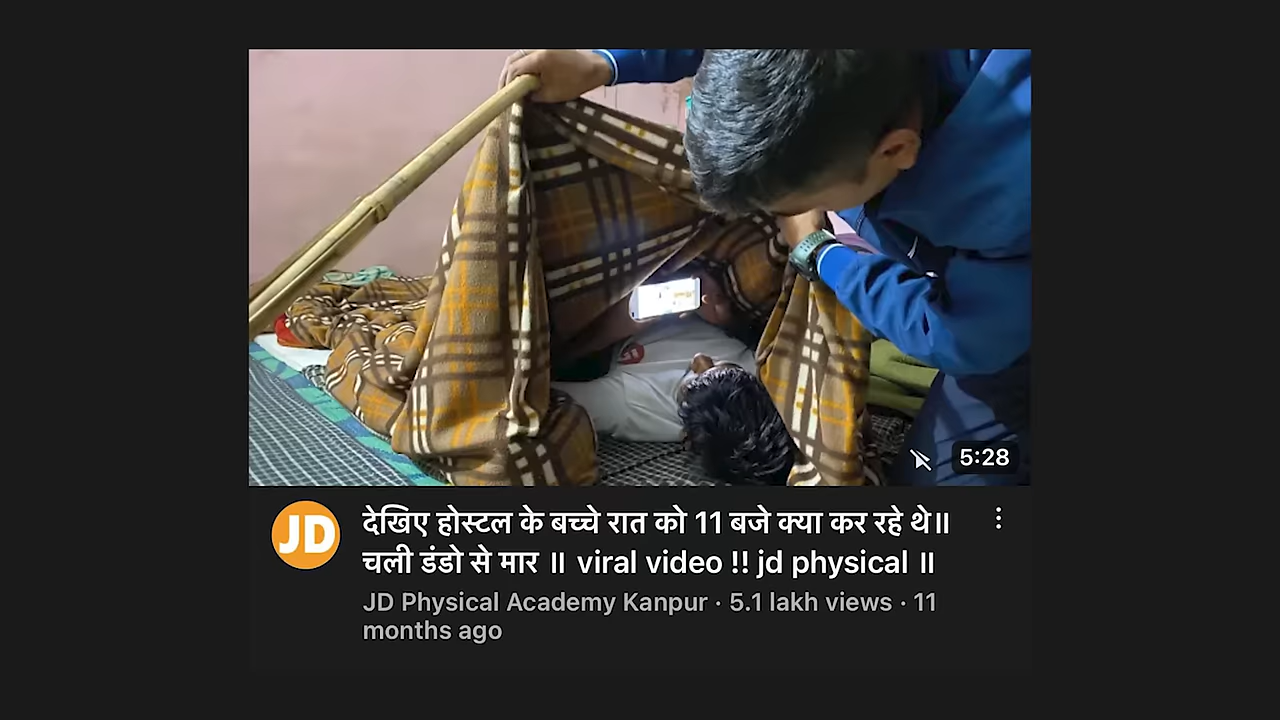 5:28
JD
देखिए होस्टल के बच्चे रात को 11 बजे क्या कर रहे थे॥
चली डंडो से मार ॥ viral video !! jd physical ॥
JD Physical Academy Kanpur · 5.1 lakh views · 11
months ago